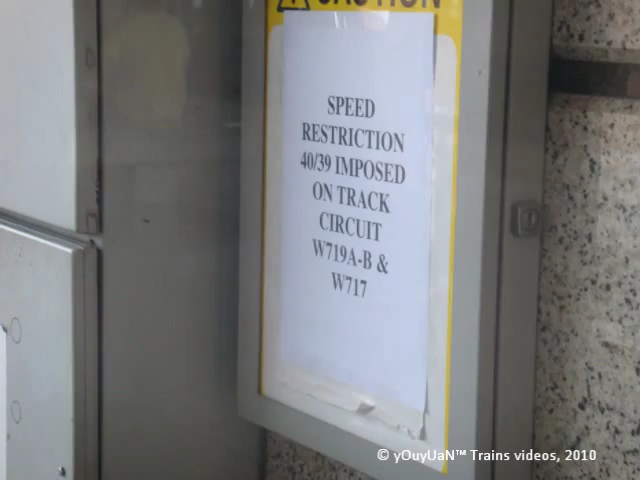 CAUTION
SPEED
RESTRICTION
40/39 IMPOSED
ON TRACK
CIRCUIT
W719A-B &
W717
© yOuyUaN™ Trains videos, 2010